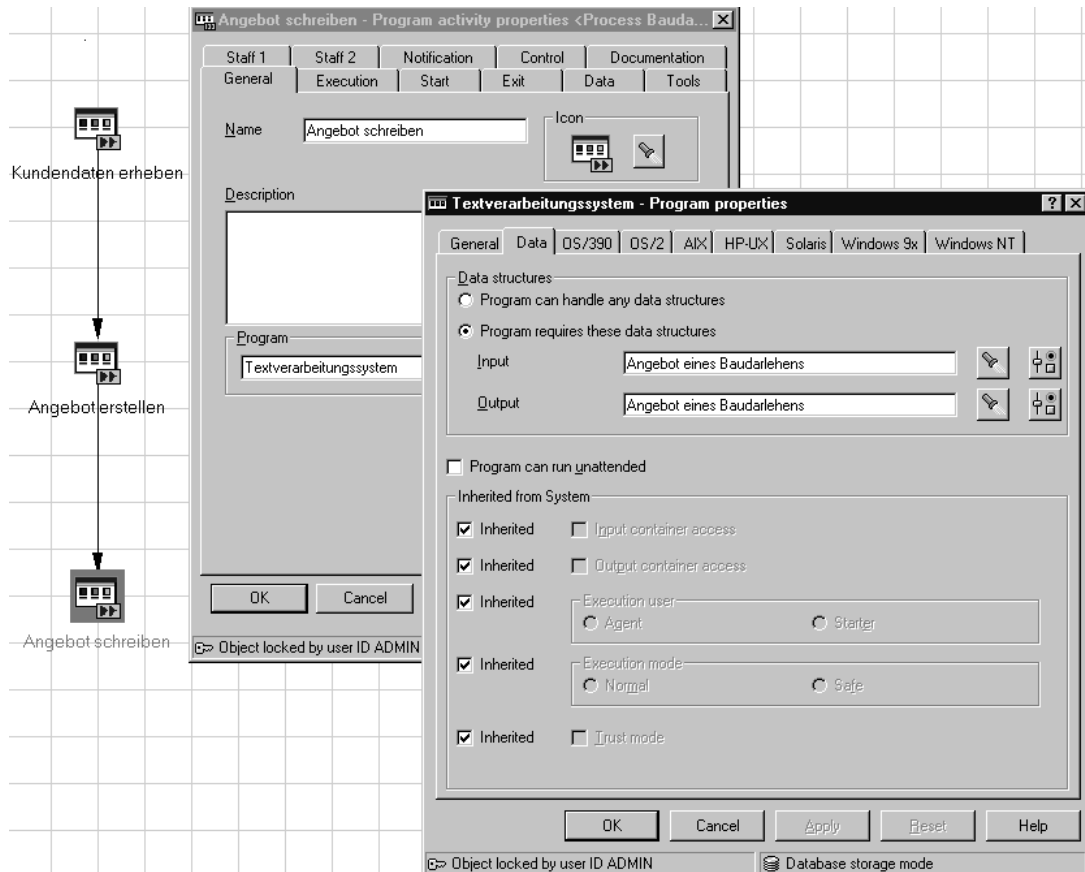 Kundendaten erheben
Angebot erstellen
Angebot schreiben
Angebot schreiben - Program activity properties <Process Bauda...
Staff 1 Staff 2 Notification Control Documentation
General Execution Start Exit Data Tools
Name Angebot schreiben
Icon
Description
Program
Textverarbeitungssystem
OK Cancel
Object locked by user ID ADMIN
Textverarbeitungssystem - Program properties
General Data OS/390 OS/2 AIX HP-UX Solaris Windows 9x Windows NT
Data structures
Program can handle any data structures
Program requires these data structures
Input Angebot eines Baudarlehens
Output Angebot eines Baudarlehens
Program can run unattended
Inherited from System
Inherited Input container access
Inherited Output container access
Inherited Execution user
Agent Starter
Inherited Execution mode
Normal Safe
Inherited Trust mode
OK Cancel Apply Reset Help
Object locked by user ID ADMIN Database storage mode